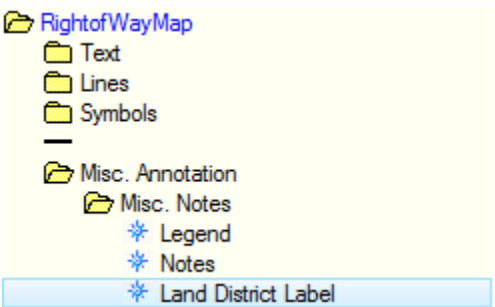 RightofWayMap
Text
Lines
Symbols
Misc. Annotation
Misc. Notes
Legend
Notes
Land District Label